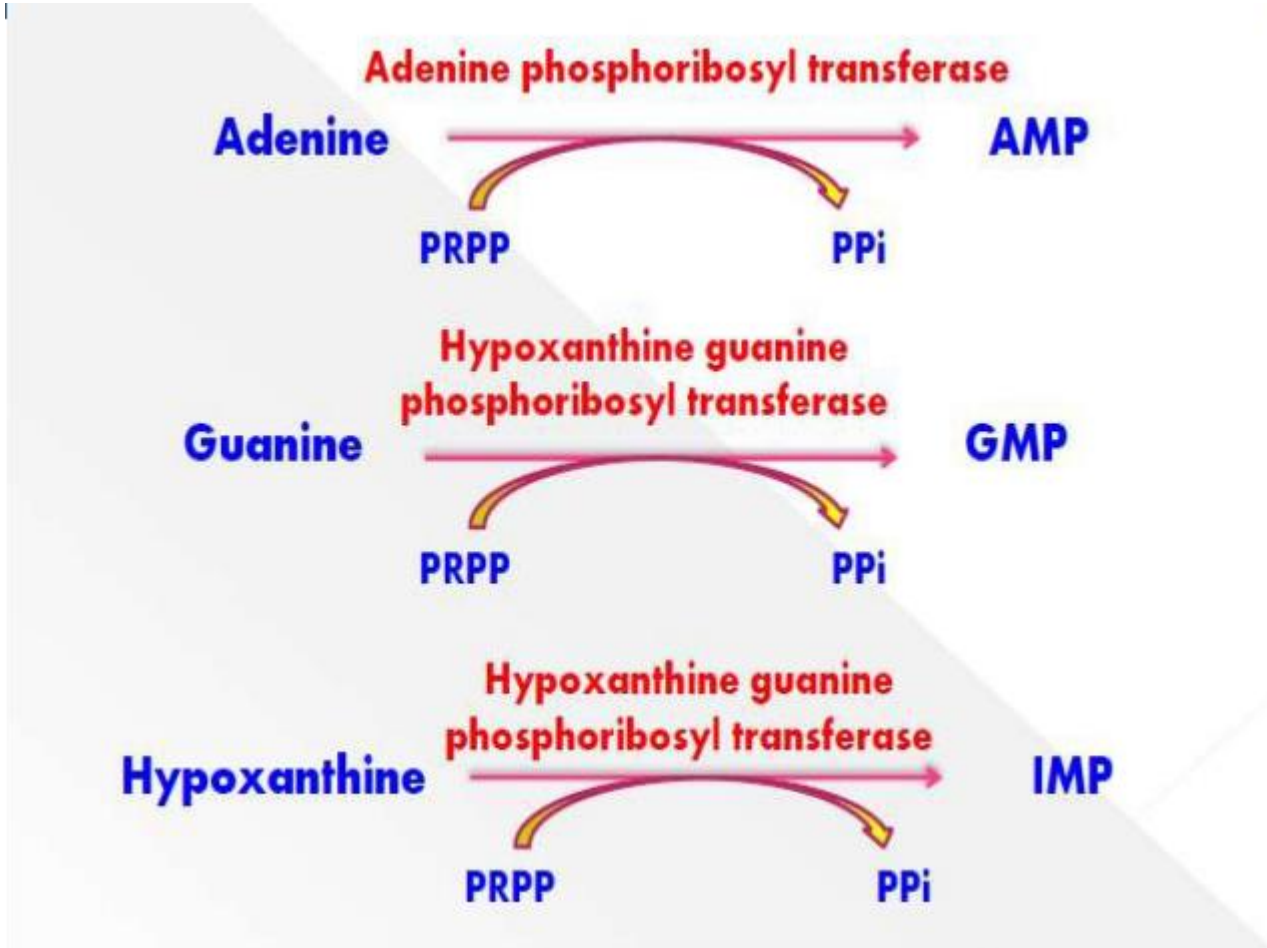 Adenine phosphoribosyl transferase
Adenine AMP
PRPP PPi
Hypoxanthine guanine
phosphoribosyl transferase
Guanine GMP
PRPP PPi
Hypoxanthine guanine
phosphoribosyl transferase
Hypoxanthine IMP
PRPP PPi